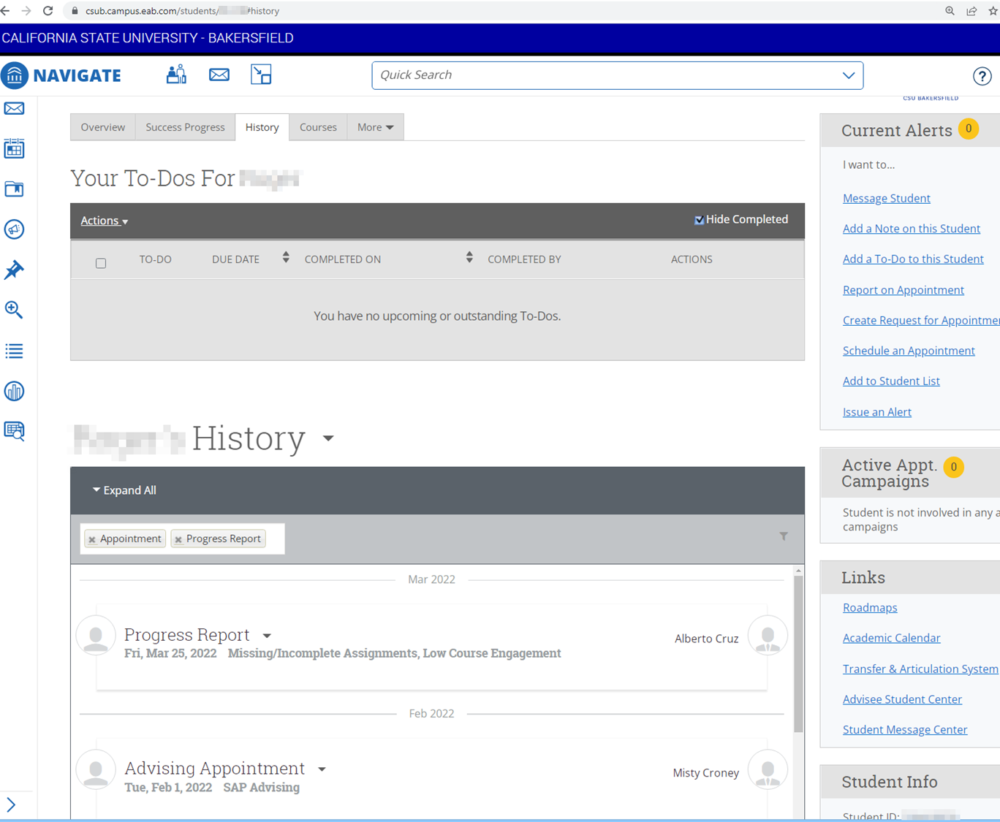 csub.campus.eab.com/students/ #history
CALIFORNIA STATE UNIVERSITY - BAKERSFIELD
NAVIGATE
Quick Search
?
CSU BAKERSFIELD
Overview
Success Progress
History
Courses
More
Your To-Dos For
Actions
Hide Completed
TO-DO
DUE DATE
COMPLETED ON
COMPLETED BY
ACTIONS
You have no upcoming or outstanding To-Dos.
History
Expand All
Appointment
Progress Report
Mar 2022
Progress Report
Fri, Mar 25, 2022 Missing/Incomplete Assignments, Low Course Engagement
Alberto Cruz
Feb 2022
Advising Appointment
Tue, Feb 1, 2022 SAP Advising
Misty Croney
Current Alerts 0
I want to...
Message Student
Add a Note on this Student
Add a To-Do to this Student
Report on Appointment
Create Request for Appointmen
Schedule an Appointment
Add to Student List
Issue an Alert
Active Appt. 0
Campaigns
Student is not involved in any a
campaigns
Links
Roadmaps
Academic Calendar
Transfer & Articulation System
Advisee Student Center
Student Message Center
Student Info
Student ID: